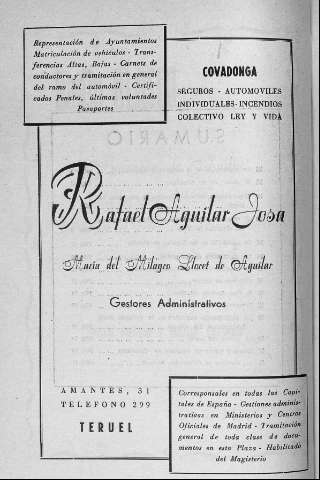 Representación de Ayuntamientos
Matriculación de vehículos - Trans-
ferencias Altas, Bajas - Carnets de
conductores y tramitación en general
del ramo del automóvil - Certifi-
cados Penales, últimas voluntades
Pasaportes
COVADONGA
SEGUROS - AUTOMOVILES
INDIVIDUALES - INCENDIOS
COLECTIVO LEY Y VIDA
Rafael Aguilar Josa
María del Milagro Lloret de Aguilar
Gestores Administrativos
AMANTES, 31
TELEFONO 299
TERUEL
Corresponsales en todas las Capi-
tales de España - Gestiones adminis-
trativas en Ministerios y Centros
Oficiales de Madrid - Tramitación
general de toda clase de docu-
mentos en esta Plaza - Habilitado
del Magisterio